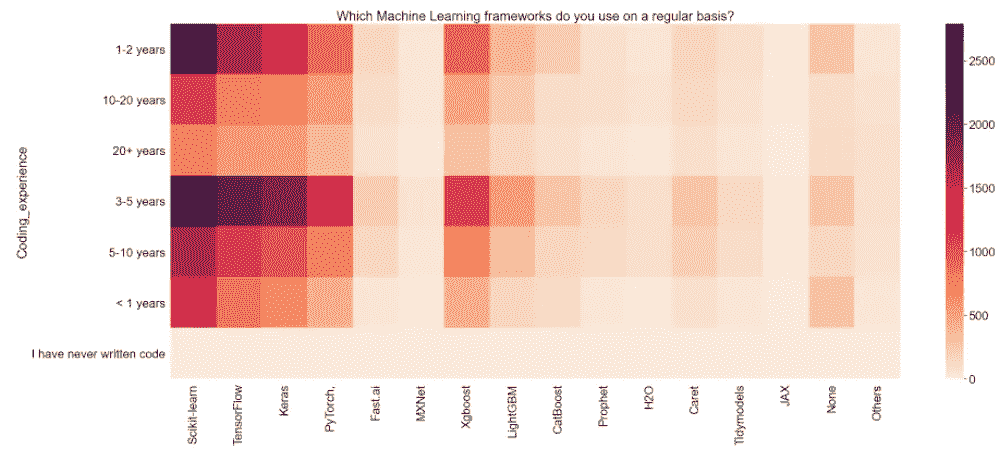 Which Machine Learning frameworks do you use on a regular basis?
Coding_experience
1-2 years
10-20 years
20+ years
3-5 years
5-10 years
< 1 years
I have never written code
Scikit-learn
TensorFlow
Keras
PyTorch.
Fast.ai
MXNet
Xgboost
LightGBM
CatBoost
Prophet
H2O
Caret
Tidymodels
JAX
None
Others
2500
2000
1500
1000
500
0